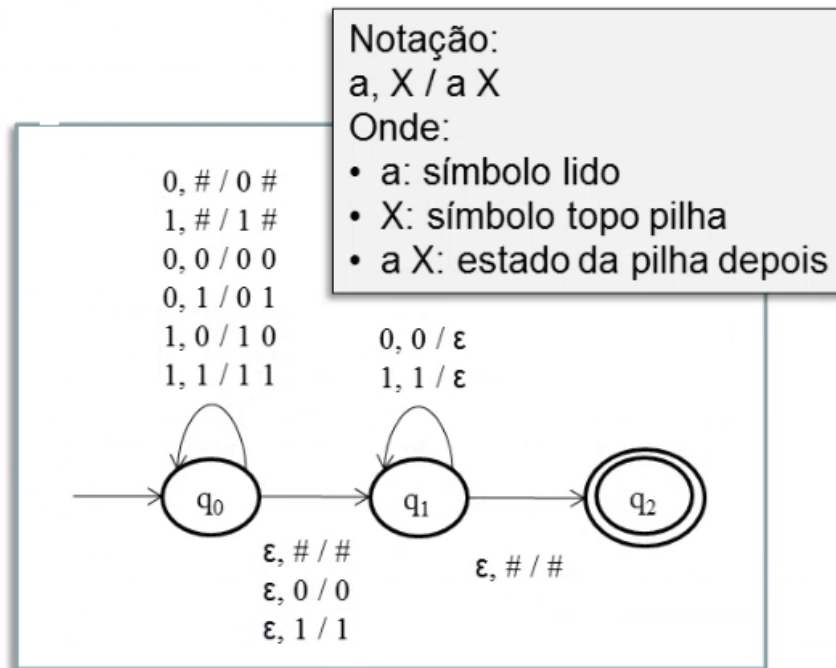 Notação:
a, X / a X
Onde:
• a: símbolo lido
• X: símbolo topo pilha
• a X: estado da pilha depois
0, # / 0 #
1, # / 1 #
0, 0 / 0 0
0, 1 / 0 1
1, 0 / 1 0
1, 1 / 1 1
0, 0 / ε
1, 1 / ε
q0
q1
q2
ε, # / #
ε, 0 / 0
ε, 1 / 1
ε, # / #